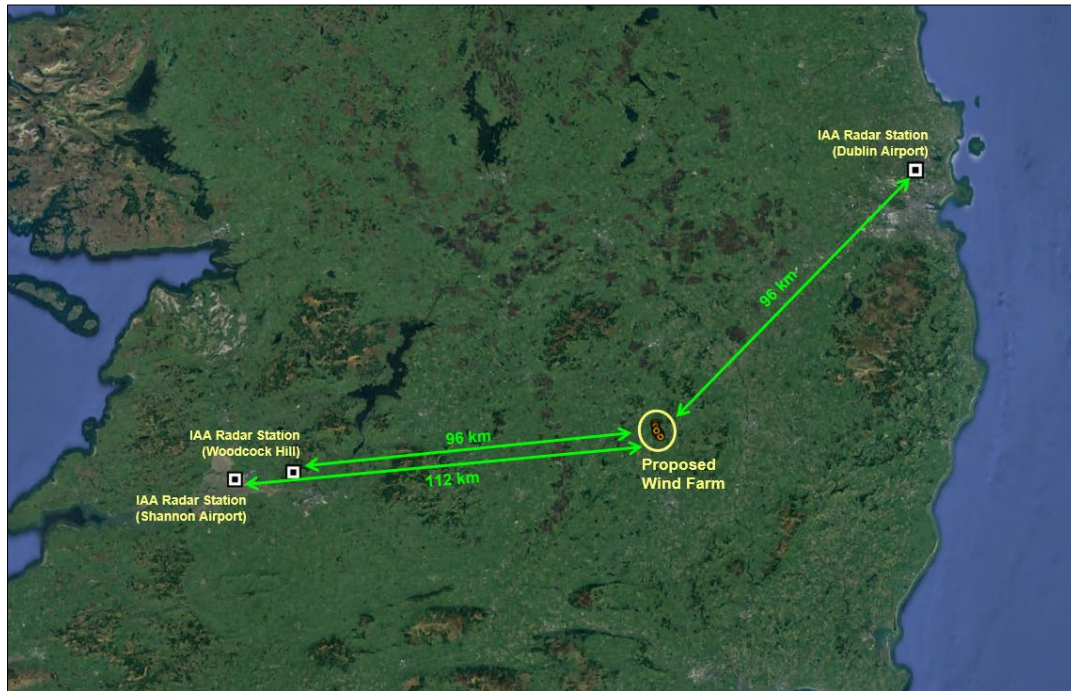 IAA Radar Station
(Dublin Airport)
96 km
IAA Radar Station
(Woodcock Hill)
96 km
112 km
Proposed
Wind Farm
IAA Radar Station
(Shannon Airport)